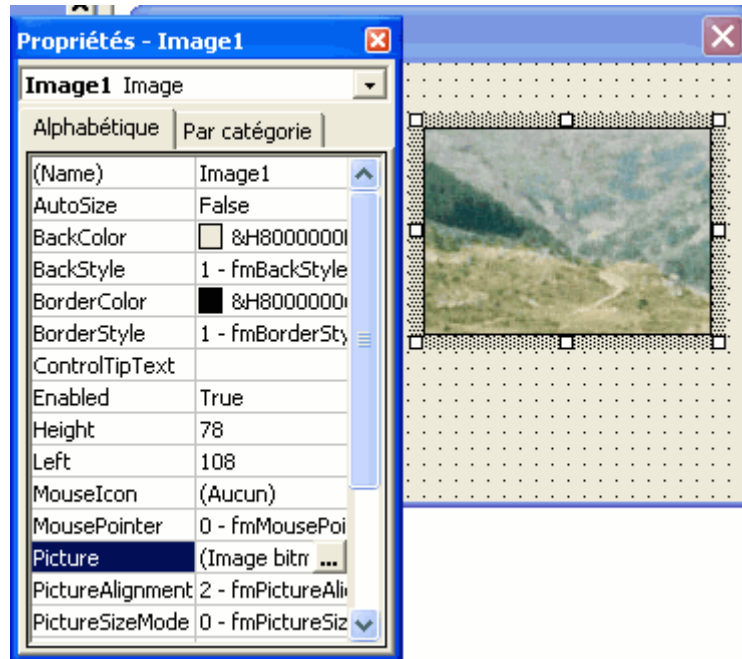 Propriétés - Image1
Image1 Image
Alphabétique Par catégorie
(Name) Image1
AutoSize False
BackColor &H8000000
BackStyle 1 - fmBackStyle
BorderColor &H8000000
BorderStyle 1 - fmBorderSty
ControlTipText
Enabled True
Height 78
Left 108
MouseIcon (Aucun)
MousePointer 0 - fmMousePoi
Picture (Image bitm ...
PictureAlignment 2 - fmPictureAli
PictureSizeMode 0 - fmPictureSiz